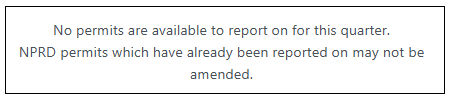 No permits are available to report on for this quarter.
NPRD permits which have already been reported on may not be
amended.